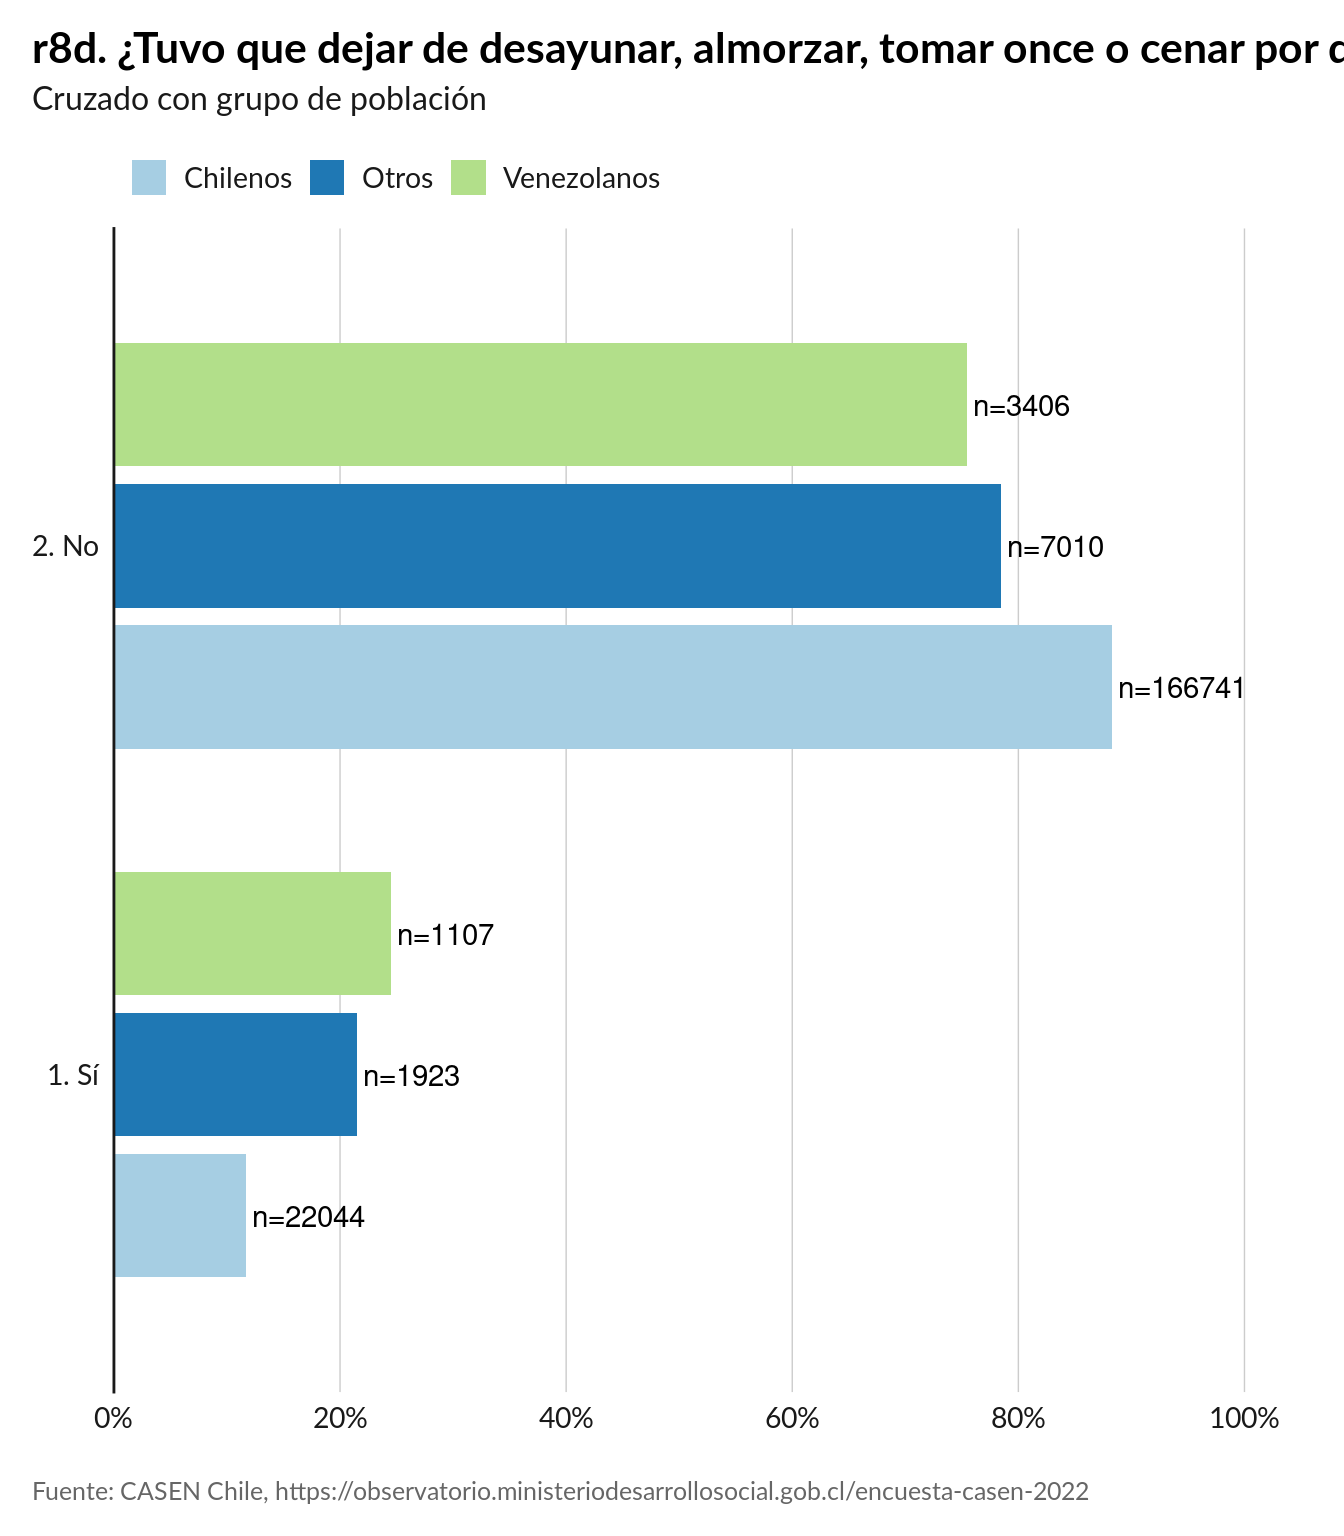 r8d. ¿Tuvo que dejar de desayunar, almorzar, tomar once o cenar por
Cruzado con grupo de población
Chilenos Otros Venezolanos
n=3406
2. No
n=7010
n=166741
n=1107
1. Sí
n=1923
n=22044
0% 20% 40% 60% 80% 100%
Fuente: CASEN Chile, https://observatorio.ministeriodesarrollosocial.gob.cl/encuesta-casen-2022